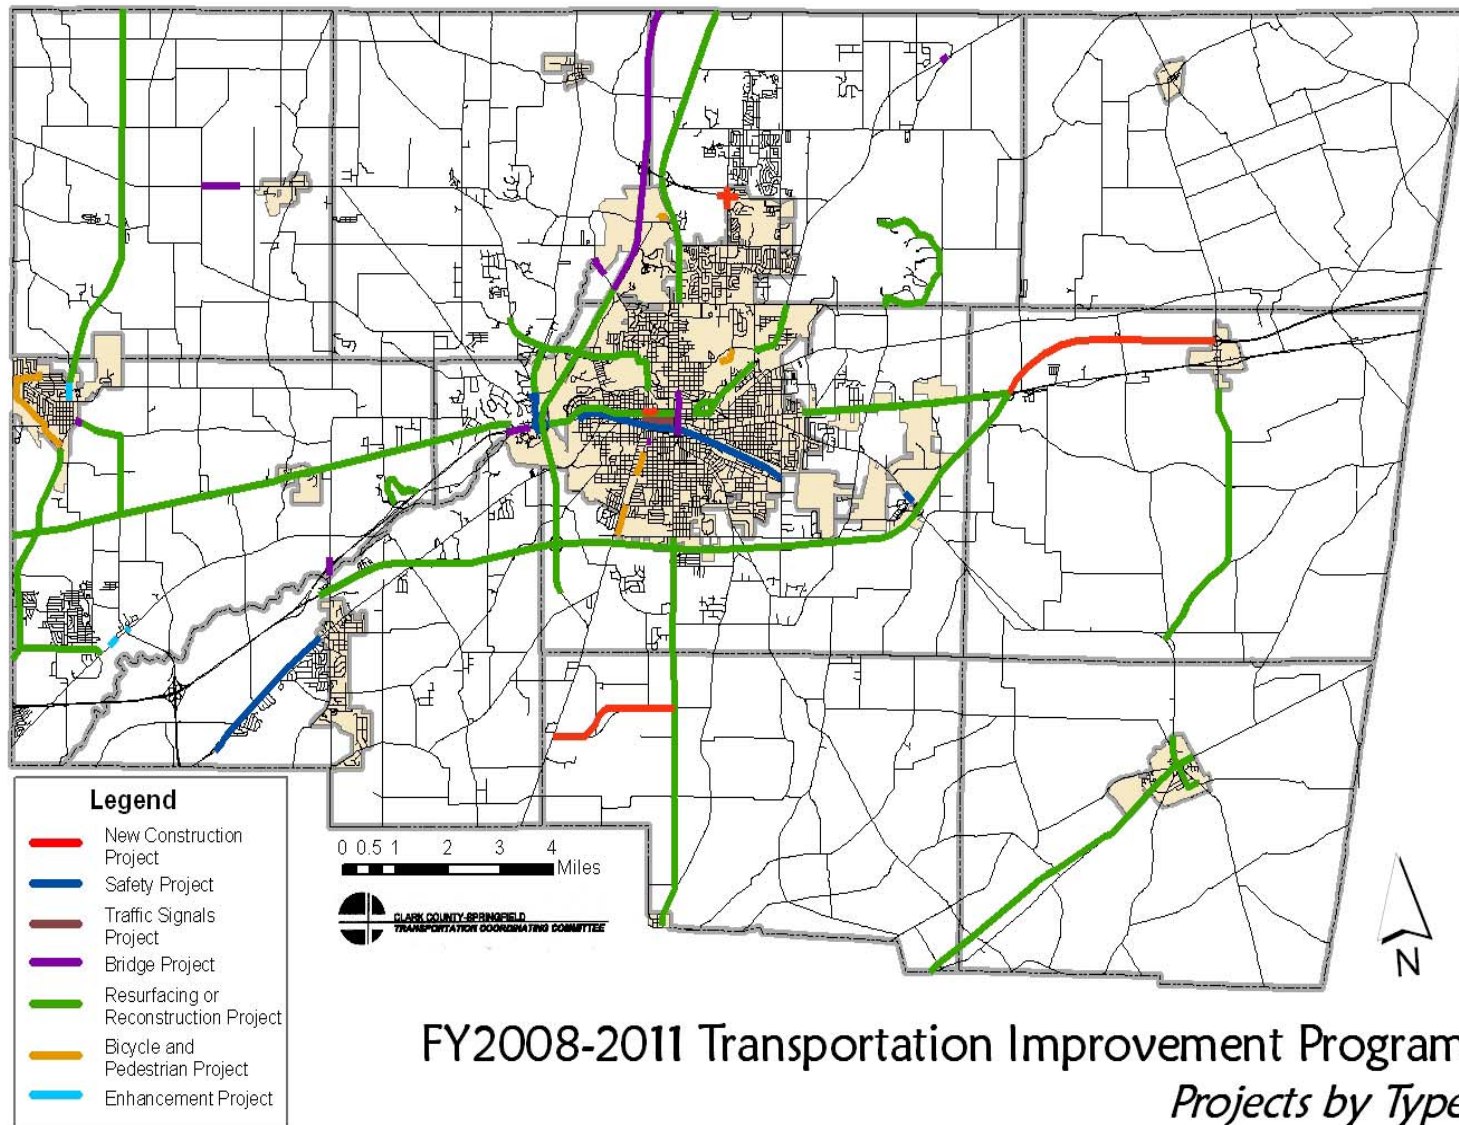 Legend
New Construction
Project
Safety Project
Traffic Signals
Project
Bridge Project
Resurfacing or
Reconstruction Project
Bicycle and
Pedestrian Project
Enhancement Project
0 0.5 1 2 3 4
Miles
CLARK COUNTY-SPRINGFIELD
TRANSPORTATION COORDINATING COMMITTEE
N
FY2008-2011 Transportation Improvement Program
Projects by Type